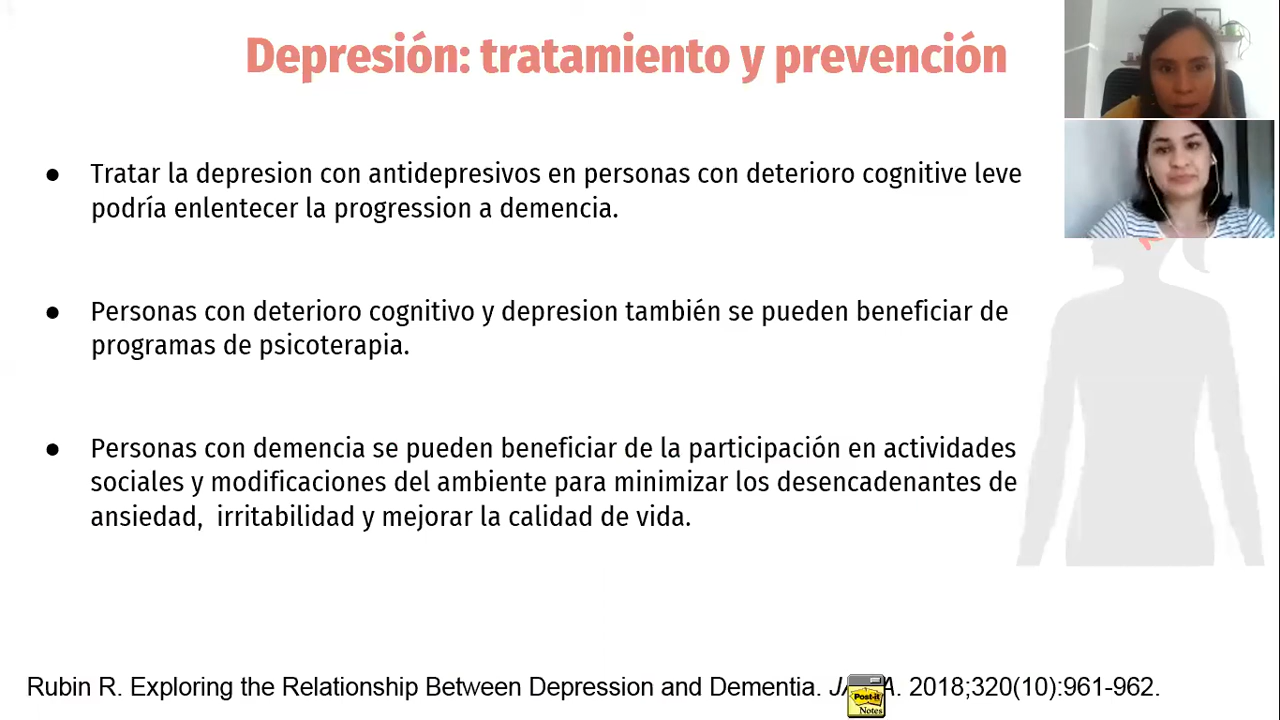 Depresión: tratamiento y prevención
● Tratar la depresion con antidepresivos en personas con deterioro cognitive leve
podría enlentecer la progression a demencia.
● Personas con deterioro cognitivo y depresion también se pueden beneficiar de
programas de psicoterapia.
● Personas con demencia se pueden beneficiar de la participación en actividades
sociales y modificaciones del ambiente para minimizar los desencadenantes de
ansiedad, irritabilidad y mejorar la calidad de vida.
Rubin R. Exploring the Relationship Between Depression and Dementia. 2018;320(10):961-962.
Post-it
Notes